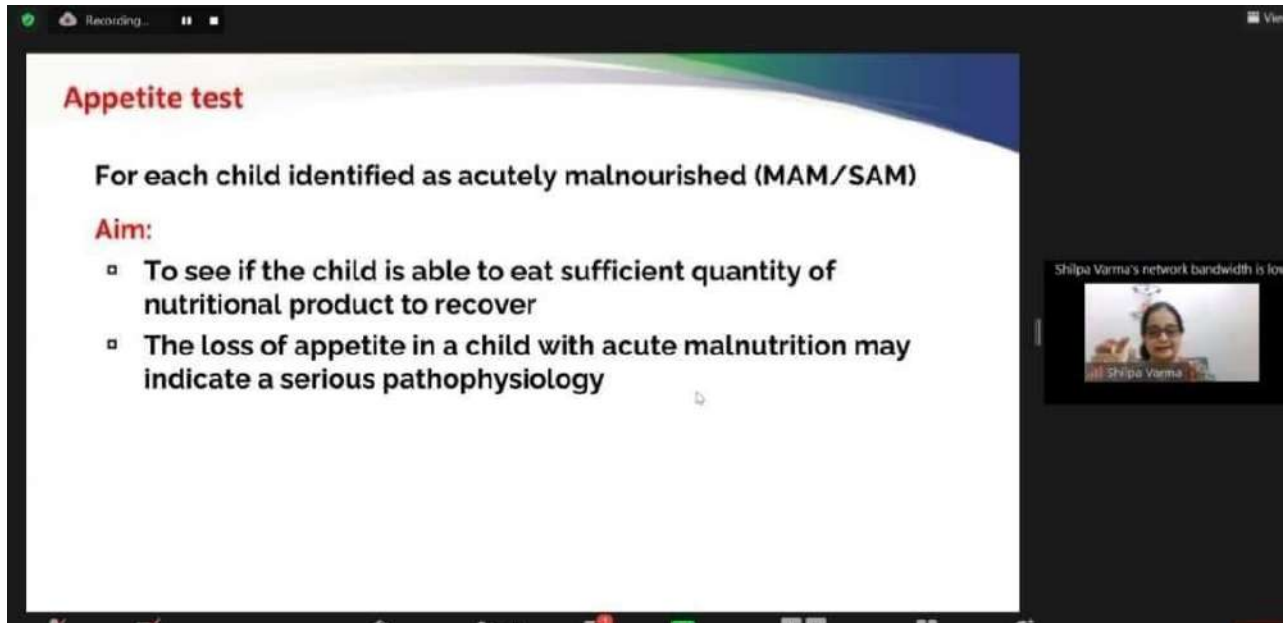 Recording...
Appetite test
For each child identified as acutely malnourished (MAM/SAM)
Aim:
▫ To see if the child is able to eat sufficient quantity of
nutritional product to recover
▫ The loss of appetite in a child with acute malnutrition may
indicate a serious pathophysiology
Shilpa Varma's network bandwidth is low
Shilpa Varma